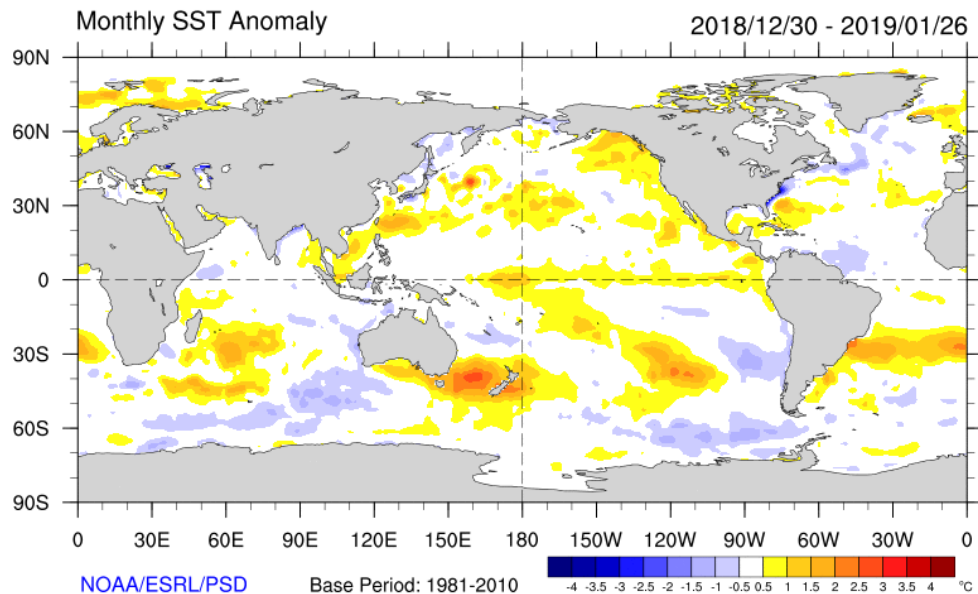 Monthly SST Anomaly 2018/12/30 - 2019/01/26
90N
60N
30N
0
30S
60S
90S
0 30E 60E 90E 120E 150E 180 150W 120W 90W 60W 30W 0
NOAA/ESRL/PSD Base Period: 1981-2010
-4 -3.5 -3 -2.5 -2 -1.5 -1 -0.5 0.5 1 1.5 2 2.5 3 3.5 4 °C